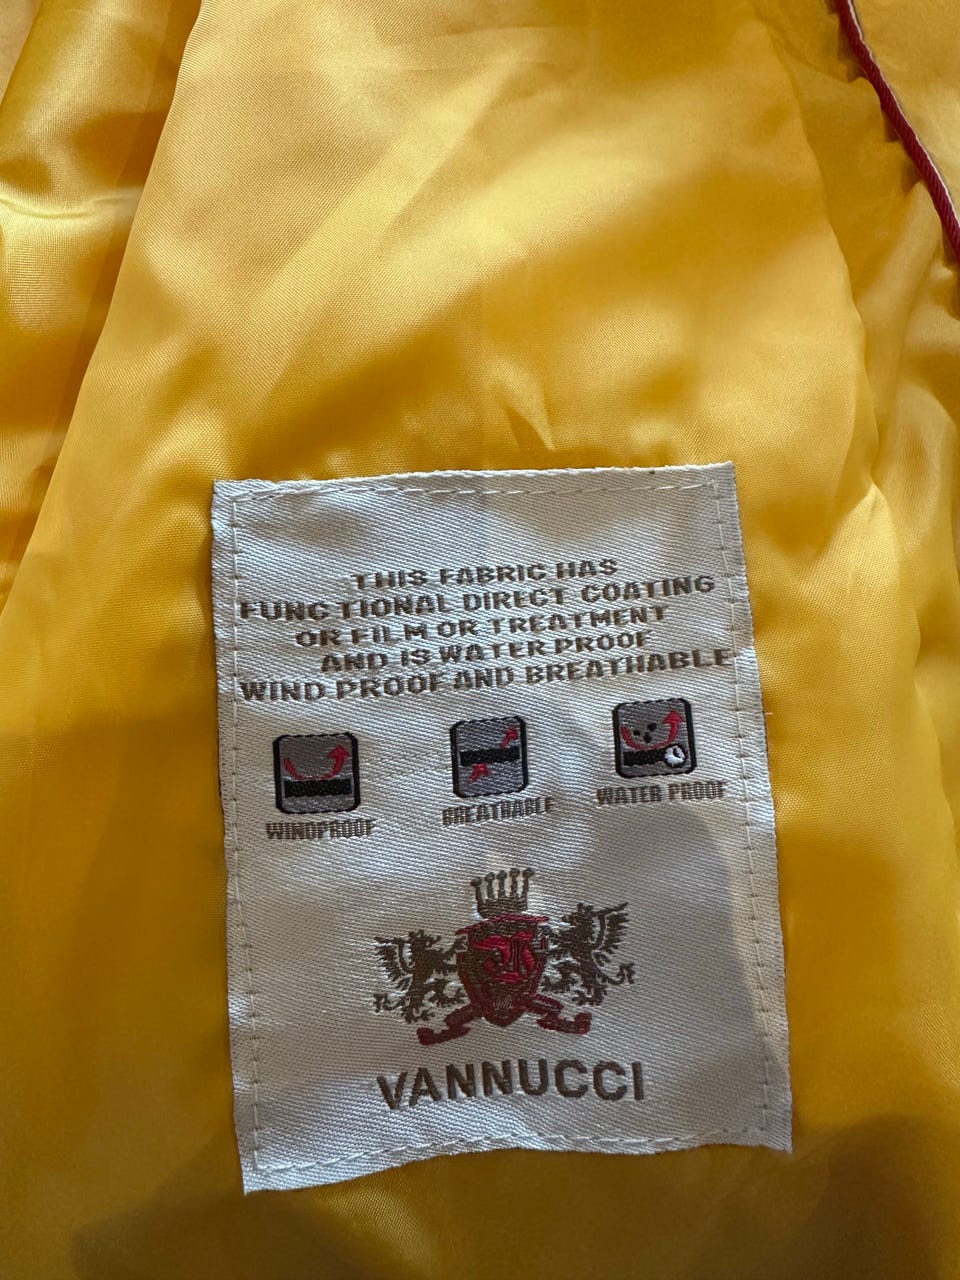 THIS FABRIC HAS
FUNCTIONAL DIRECT COATING
OR FILM OR TREATMENT
AND IS WATER PROOF
WIND PROOF AND BREATHABLE
WINDPROOF BREATHABLE WATER PROOF
VANNUCCI